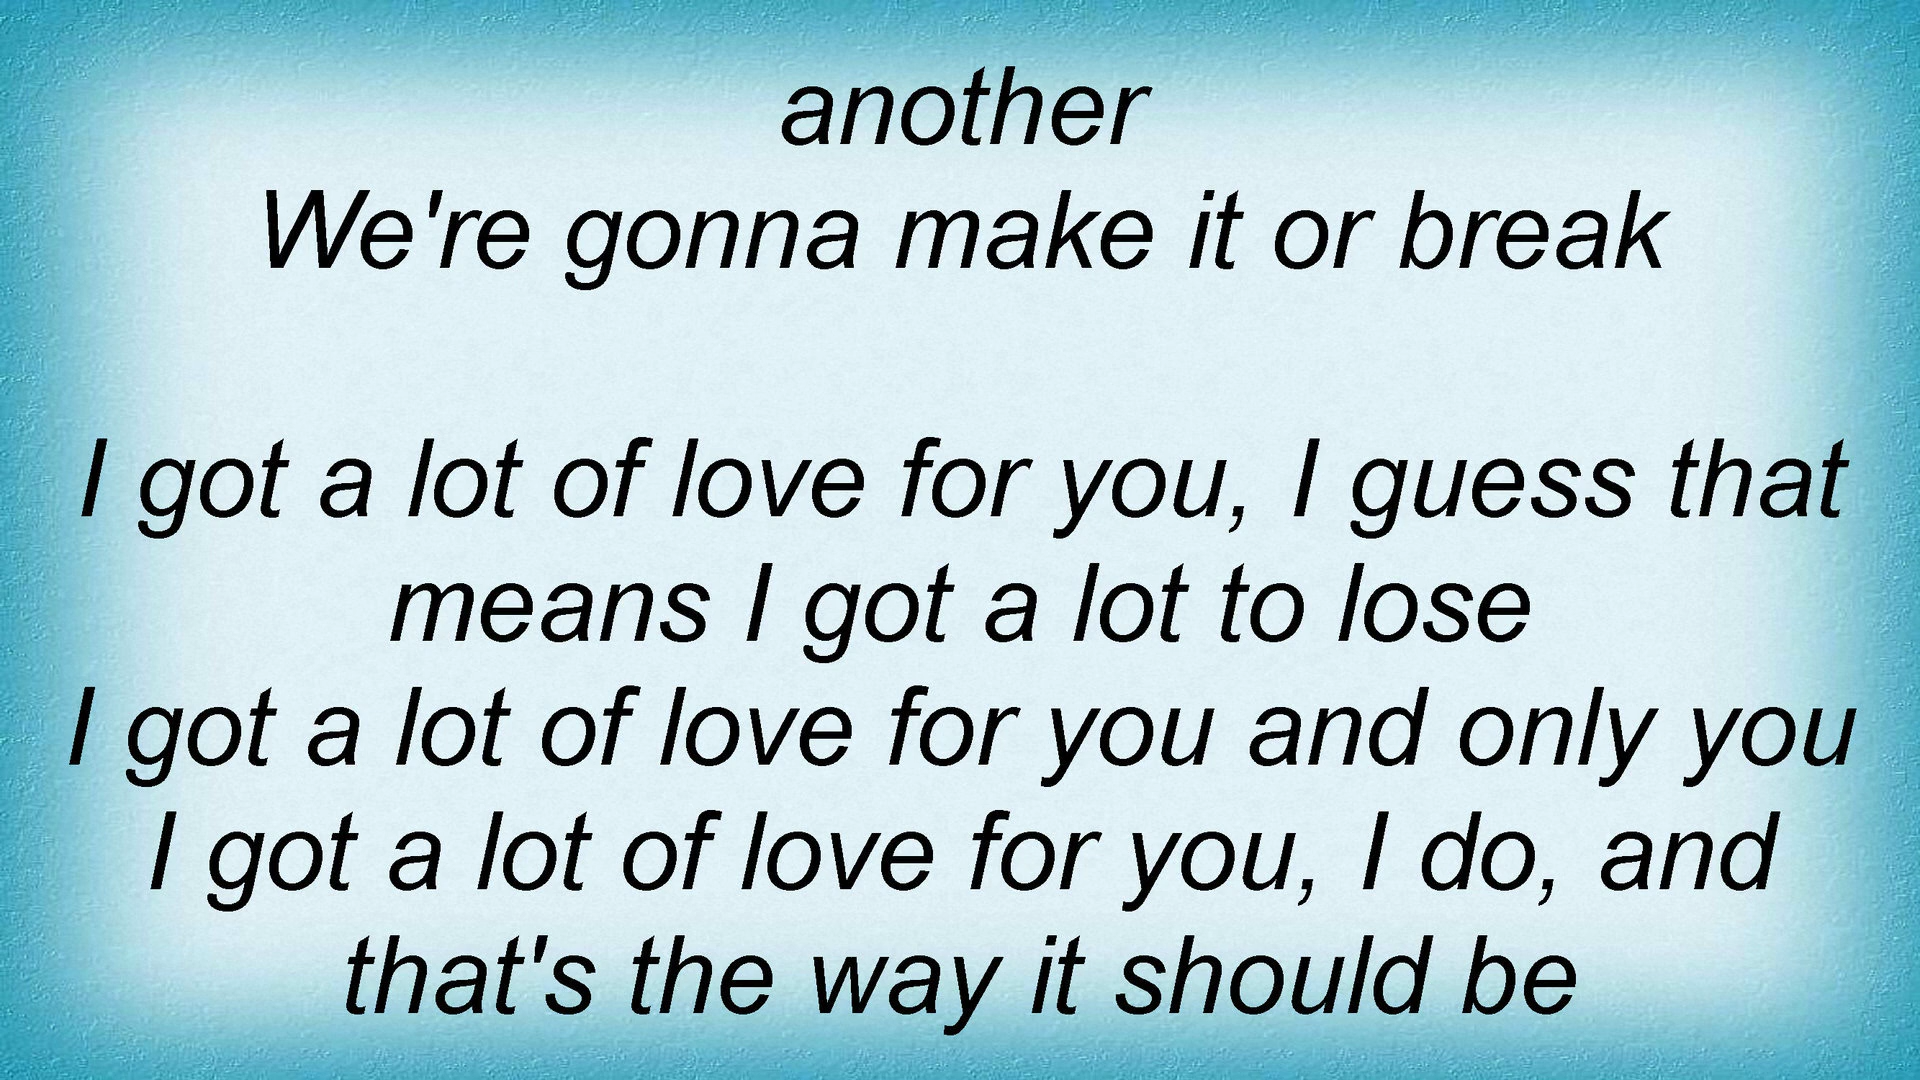 another
We're gonna make it or break
I got a lot of love for you, I guess that
means I got a lot to lose
I got a lot of love for you and only you
I got a lot of love for you, I do, and
that's the way it should be